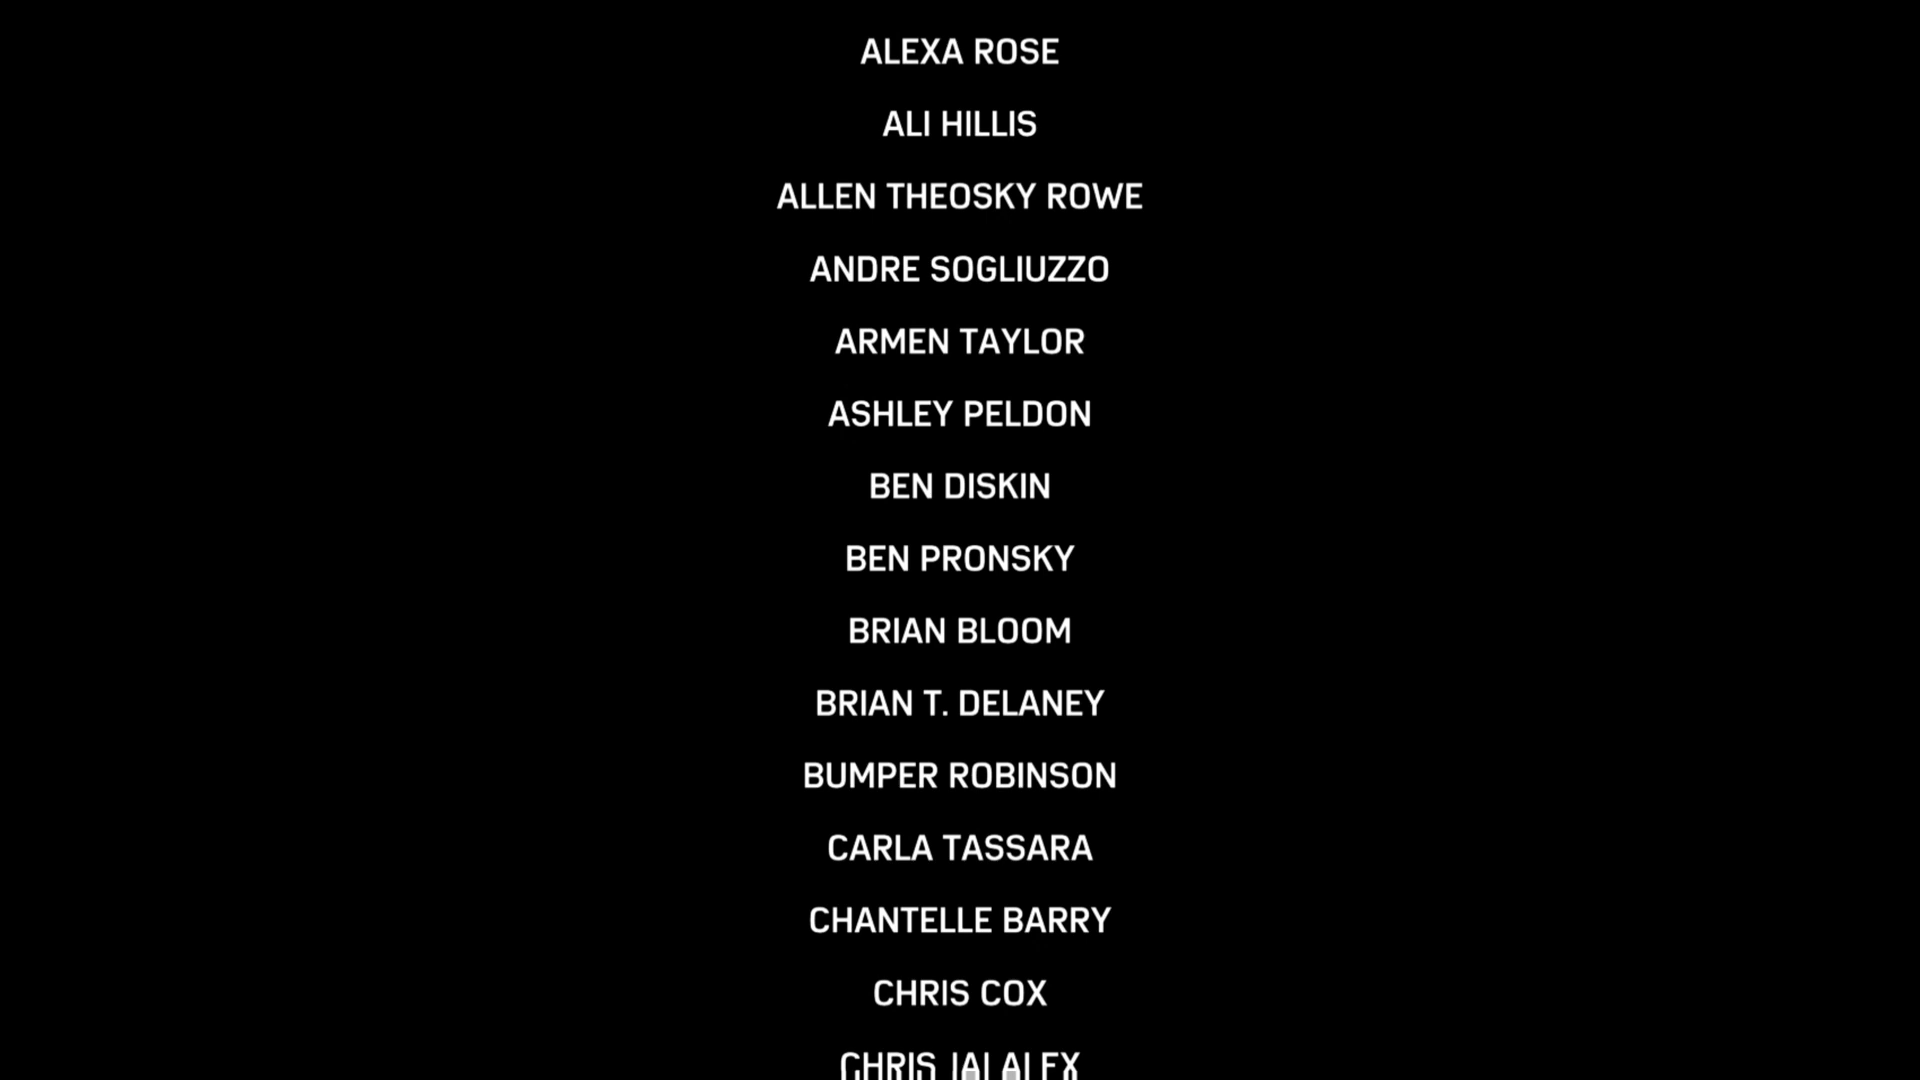 ALEXA ROSE
ALI HILLIS
ALLEN THEOSKY ROWE
ANDRE SOGLIUZZO
ARMEN TAYLOR
ASHLEY PELDON
BEN DISKIN
BEN PRONSKY
BRIAN BLOOM
BRIAN T. DELANEY
BUMPER ROBINSON
CARLA TASSARA
CHANTELLE BARRY
CHRIS COX
CHRIS